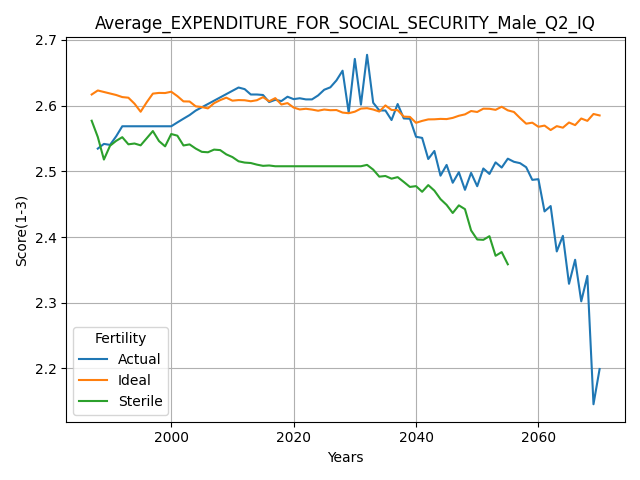 Average_EXPENDITURE_FOR_SOCIAL_SECURITY_Male_Q2_IQ
2.7
2.6
2.5
2.4
2.3
2.2
Score(1-3)
Fertility
Actual
Ideal
Sterile
2000
2020
2040
2060
Years